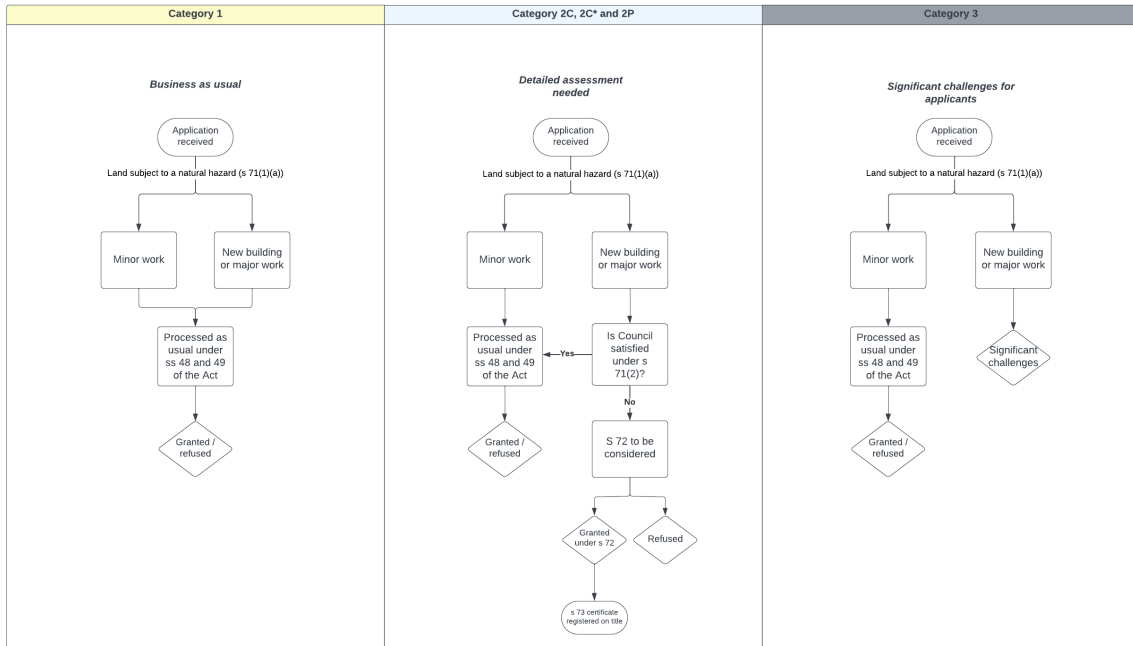 Category 1
Business as usual
Application
received
Land subject to a natural hazard (s 71(1)(a))
Minor work
New building
or major work
Processed as
usual under
ss 48 and 49
of the Act
Granted /
refused
Category 2C, 2C* and 2P
Detailed assessment
needed
Application
received
Land subject to a natural hazard (s 71(1)(a))
Minor work
New building
or major work
Processed as
usual under
ss 48 and 49
of the Act
Yes
Is Council
satisfied
under s
71(2)?
No
Granted /
refused
S 72 to be
considered
Granted
under s 72
Refused
s 73 certificate
registered on title
Category 3
Significant challenges for
applicants
Application
received
Land subject to a natural hazard (s 71(1)(a))
Minor work
New building
or major work
Processed as
usual under
ss 48 and 49
of the Act
Significant
challenges
Granted /
refused